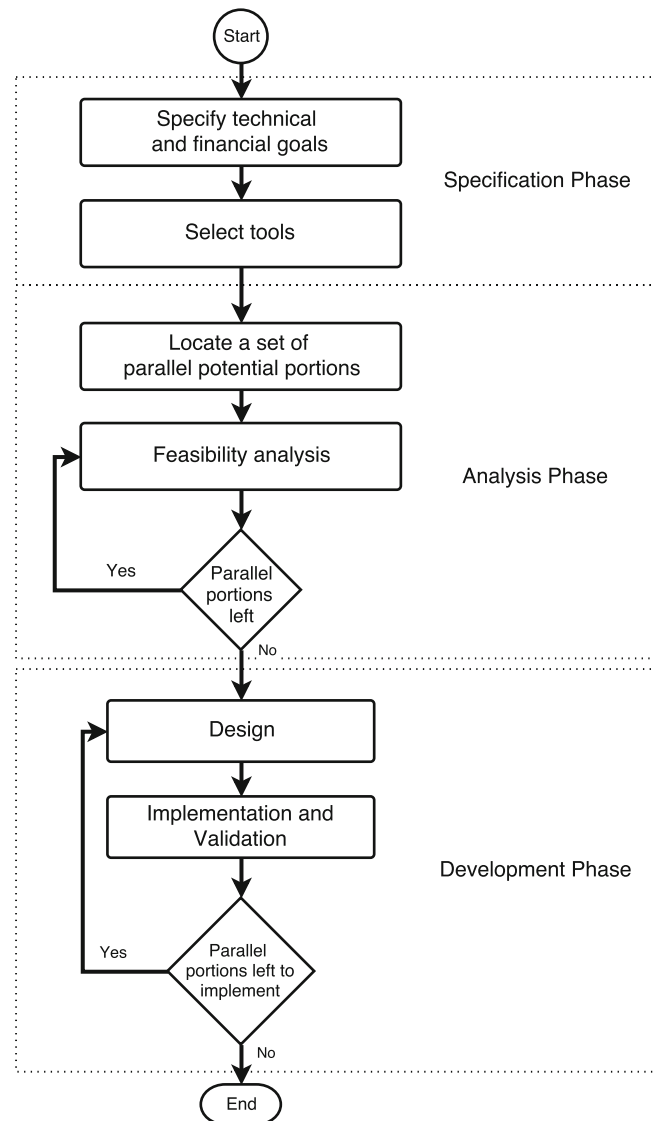 Start
Specify technical
and financial goals
Specification Phase
Select tools
Locate a set of
parallel potential portions
Feasibility analysis
Analysis Phase
Yes
Parallel
portions
left
No
Design
Implementation and
Validation
Development Phase
Yes
Parallel
portions left to
implement
No
End